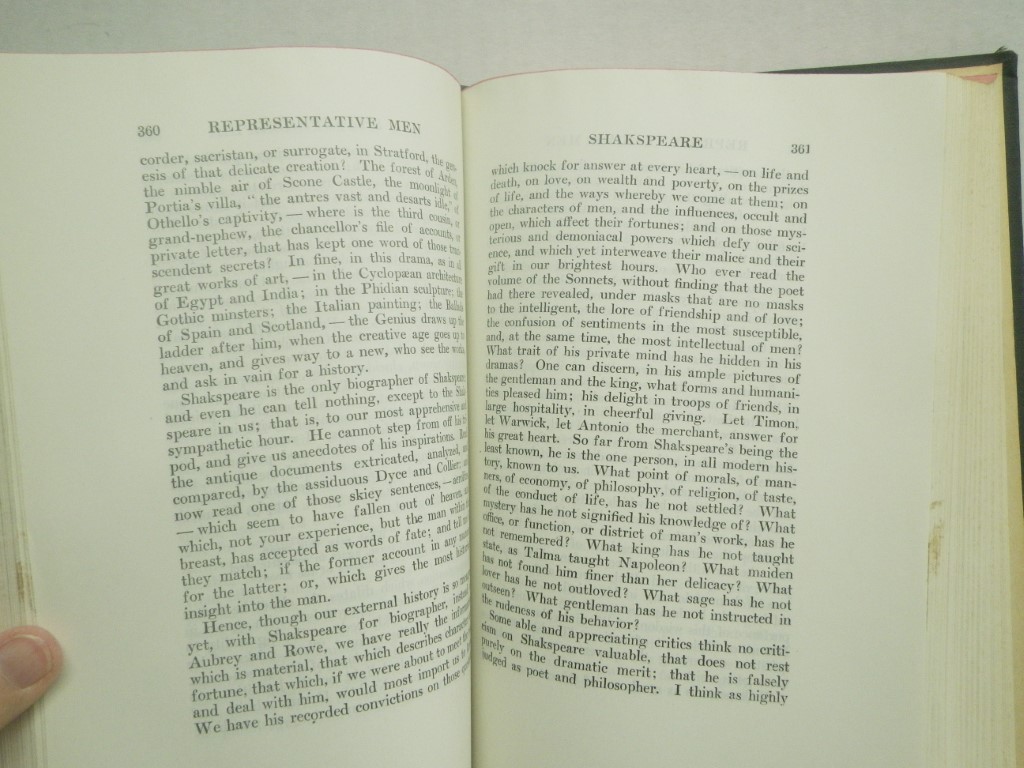 360 REPRESENTATIVE MEN
corder, sacristan, or surrogate, in Stratford, the gen-
esis of that delicate creation? The forest of Arden,
the nimble air of Scone Castle, the moonlight of
Portia's villa, "the antres vast and desarts idle," of
Othello's captivity, — where is the third cousin, or
grand-nephew, the chancellor's file of accounts, or
private letter, that has kept one word of those tran-
scendent secrets? In fine, in this drama, as in all
great works of art, — in the Cyclopæan architecture
of Egypt and India; in the Phidian sculpture; the
Gothic minsters; the Italian painting; the Ballads
of Spain and Scotland, — the Genius draws up the
ladder after him, when the creative age goes up to
heaven, and gives way to a new, who see the works,
and ask in vain for a history.
Shakspeare is the only biographer of Shakspeare;
and even he can tell nothing, except to the Shak-
speare in us; that is, to our most apprehensive and
sympathetic hour. He cannot step from off his tri-
pod, and give us anecdotes of his inspirations. Read
the antique documents extricated, analyzed, and
compared, by the assiduous Dyce and Collier; and
now read one of those skiey sentences, —
— which seem to have fallen out of heaven, and
which, not your experience, but the man within the
breast, has accepted as words of fate; and tell me if
they match; if the former account in any manner
for the latter; or, which gives the most historical
insight into the man.
Hence, though our external history is so meagre,
yet, with Shakspeare for biographer, instead of
Aubrey and Rowe, we have really the information
which is material, that which describes character and
fortune, that which, if we were about to meet the man
and deal with him, would most import us to know.
We have his recorded convictions on those questions
SHAKSPEARE 361
which knock for answer at every heart, — on life and
death, on love, on wealth and poverty, on the prizes
of life, and the ways whereby we come at them; on
the characters of men, and the influences, occult and
open, which affect their fortunes; and on those mys-
terious and demoniacal powers which defy our sci-
ence, and which yet interweave their malice and their
gift in our brightest hours. Who ever read the
volume of the Sonnets, without finding that the poet
had there revealed, under masks that are no masks
to the intelligent, the lore of friendship and of love;
the confusion of sentiments in the most susceptible,
and, at the same time, the most intellectual of men?
What trait of his private mind has he hidden in his
dramas? One can discern, in his ample pictures of
the gentleman and the king, what forms and humani-
ties pleased him; his delight in troops of friends, in
large hospitality, in cheerful giving. Let Timon,
let Warwick, let Antonio the merchant, answer for
his great heart. So far from Shakspeare's being the
least known, he is the one person, in all modern his-
tory, known to us. What point of morals, of man-
ners, of economy, of philosophy, of religion, of taste,
of the conduct of life, has he not settled? What
mystery has he not signified his knowledge of? What
office, or function, or district of man's work, has he
not remembered? What king has he not taught
state, as Talma taught Napoleon? What maiden
has not found him finer than her delicacy? What
lover has he not outloved? What sage has he not
outseen? What gentleman has he not instructed in
the rudeness of his behavior?
Some able and appreciating critics think no criti-
cism on Shakspeare valuable, that does not rest
purely on the dramatic merit; that he is falsely
judged as poet and philosopher. I think as highly